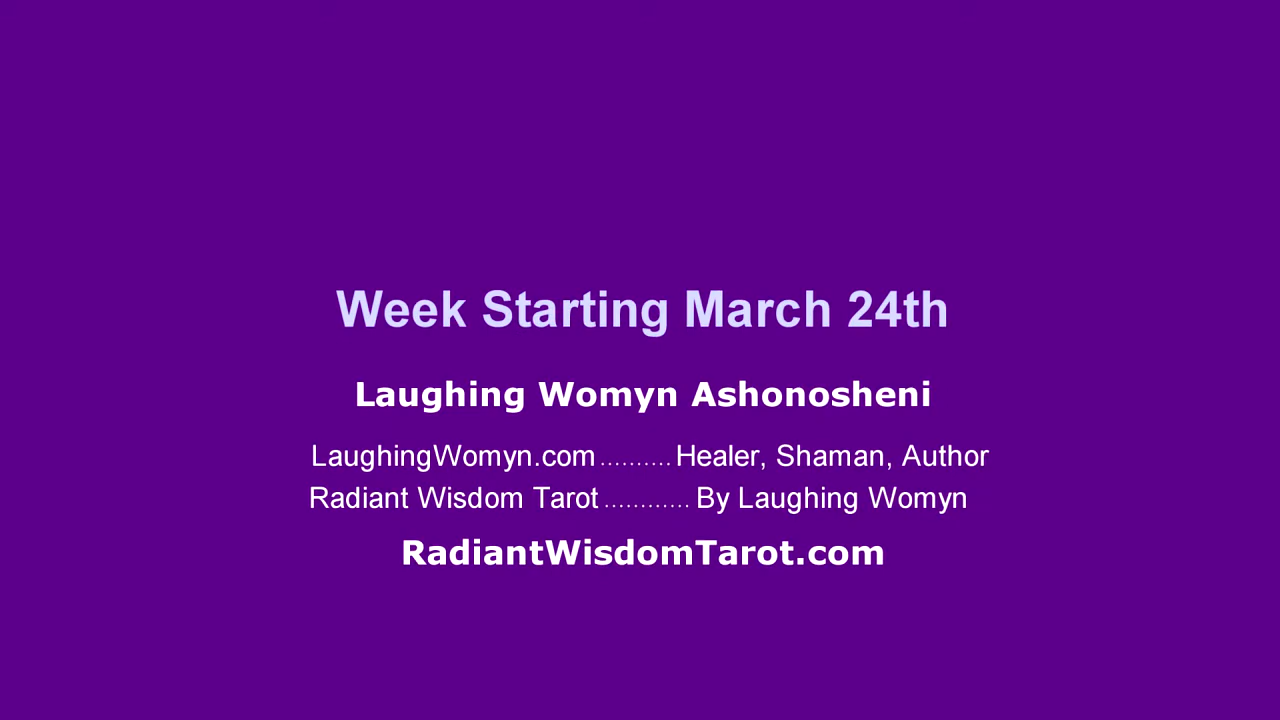 Week Starting March 24th
Laughing Womyn Ashonosheni
LaughingWomyn.com .......... Healer, Shaman, Author
Radiant Wisdom Tarot ............ By Laughing Womyn
RadiantWisdomTarot.com